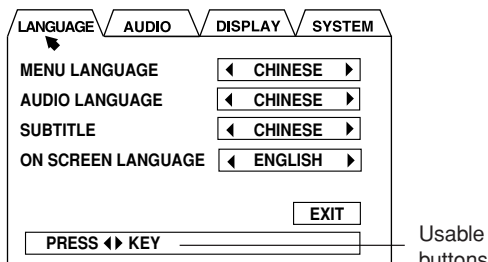 LANGUAGE AUDIO DISPLAY SYSTEM
MENU LANGUAGE CHINESE
AUDIO LANGUAGE CHINESE
SUBTITLE CHINESE
ON SCREEN LANGUAGE ENGLISH
EXIT
PRESS ◀▶ KEY
Usable
buttons